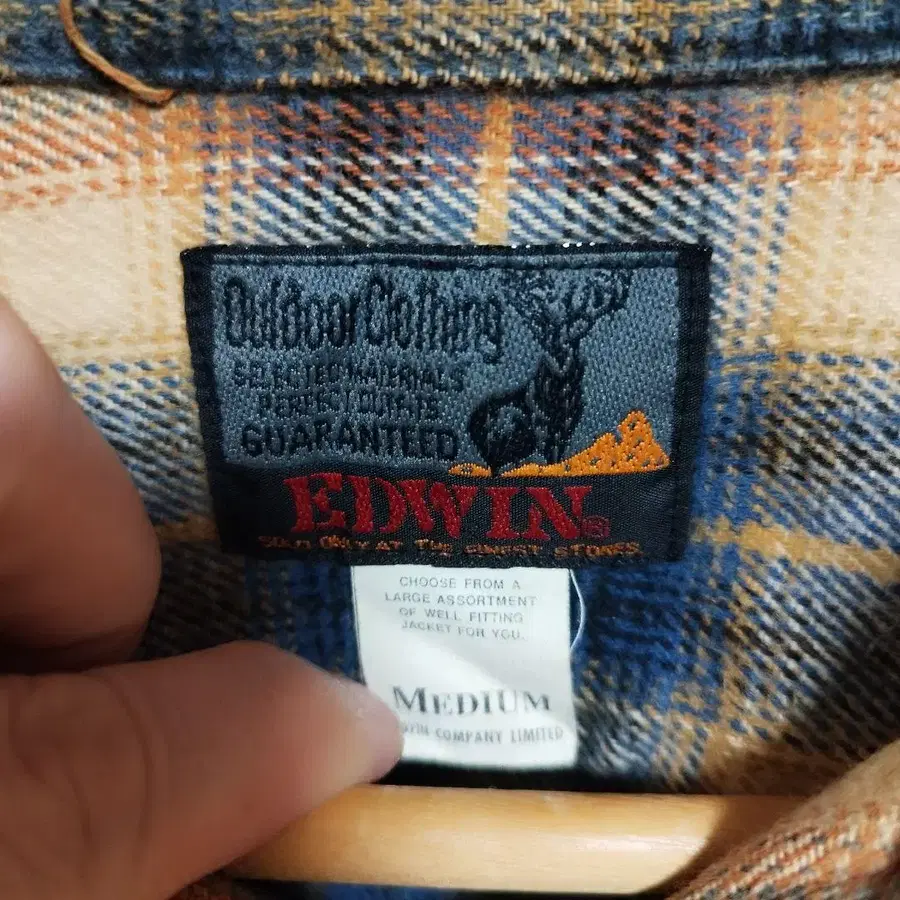 Outdoor Clothing
SELECTED MATERIALS
PERFECT OUTFITS
GUARANTEED
EDWIN®
SOLD ONLY AT THE FINEST STORES
CHOOSE FROM A
LARGE ASSORTMENT
OF WELL FITTING
JACKET FOR YOU.
MEDIUM
COMPANY LIMITED